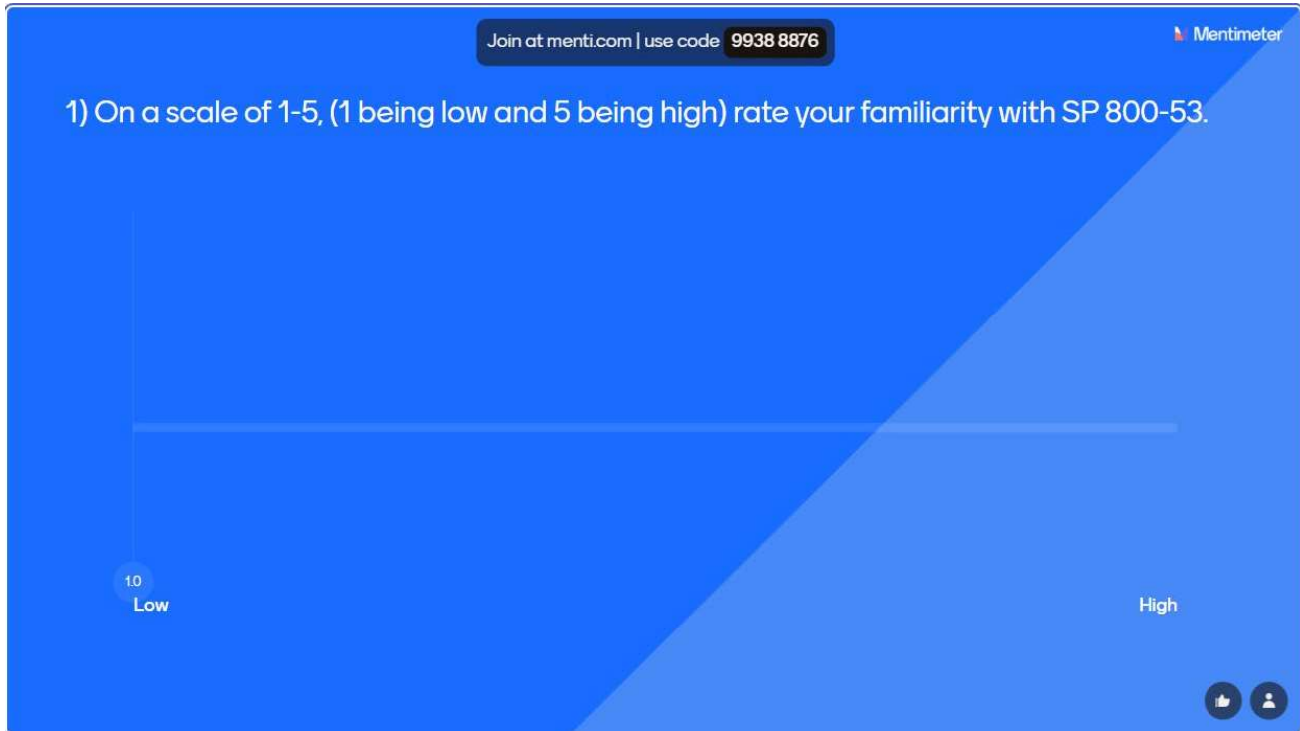 Join at menti.com | use code 9938 8876
Mentimeter
1) On a scale of 1-5, (1 being low and 5 being high) rate your familiarity with SP 800-53.
1.0
Low
High